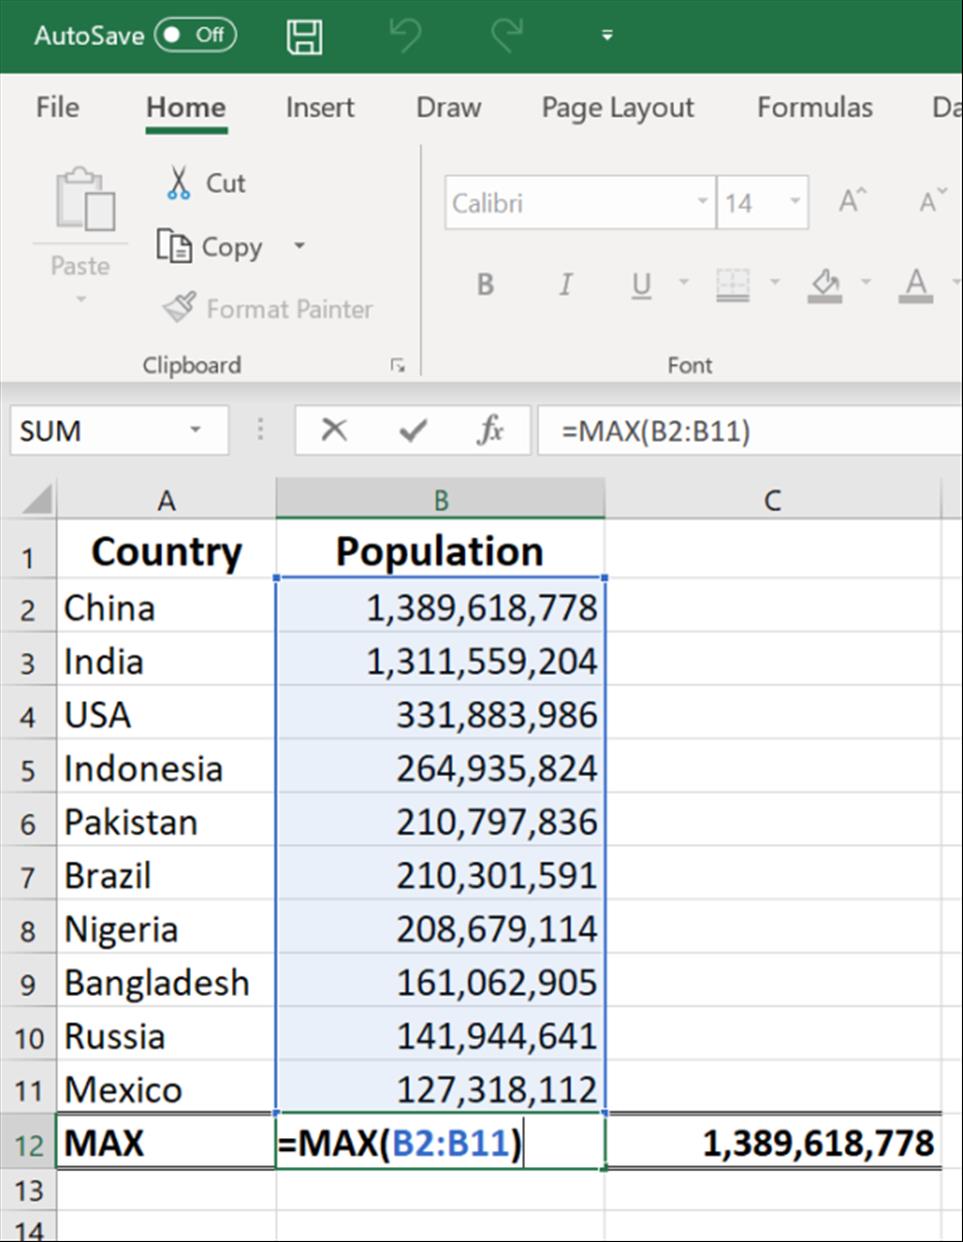 AutoSave Off
File Home Insert Draw Page Layout Formulas Da
Cut
Copy
Paste
Format Painter
Clipboard
Calibri 14 A A
B I U A
Font
SUM fx =MAX(B2:B11)
A B C
1 Country Population
2 China 1,389,618,778
3 India 1,311,559,204
4 USA 331,883,986
5 Indonesia 264,935,824
6 Pakistan 210,797,836
7 Brazil 210,301,591
8 Nigeria 208,679,114
9 Bangladesh 161,062,905
10 Russia 141,944,641
11 Mexico 127,318,112
12 MAX =MAX(B2:B11) 1,389,618,778
13
14